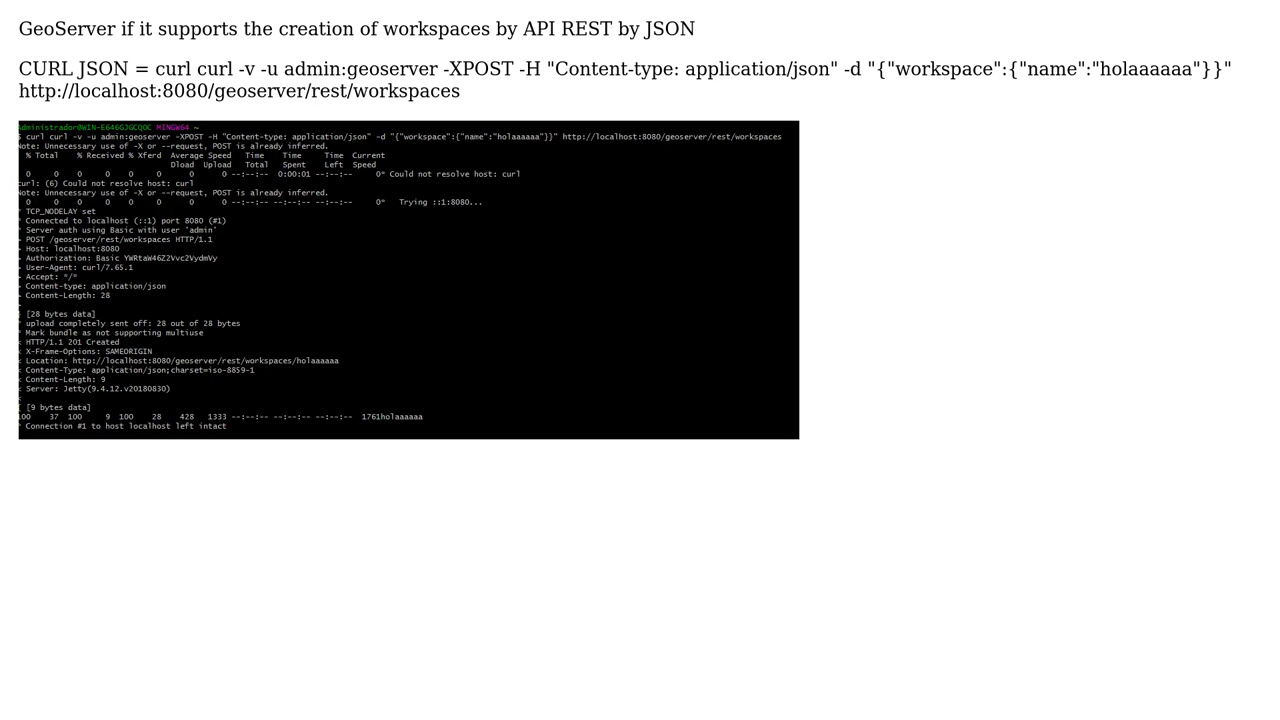 GeoServer if it supports the creation of workspaces by API REST by JSON
CURL JSON = curl curl -v -u admin:geoserver -XPOST -H "Content-type: application/json" -d "{"workspace":{"name":"holaaaaaa"}}"
http://localhost:8080/geoserver/rest/workspaces
Administrador@WIN-E646GJGCQOC MINGW64 ~
$ curl curl -v -u admin:geoserver -XPOST -H "Content-type: application/json" -d "{"workspace":{"name":"holaaaaaa"}}" http://localhost:8080/geoserver/rest/workspaces
Note: Unnecessary use of -X or --request, POST is already inferred.
% Total % Received % Xferd Average Speed Time Time Time Current
Dload Upload Total Spent Left Speed
0 0 0 0 0 0 0 0 --:--:-- 0:00:01 --:--:-- 0* Could not resolve host: curl
curl: (6) Could not resolve host: curl
Note: Unnecessary use of -X or --request, POST is already inferred.
0 0 0 0 0 0 0 0 --:--:-- --:--:-- --:--:-- 0* Trying ::1:8080...
* TCP_NODELAY set
* Connected to localhost (::1) port 8080 (#1)
* Server auth using Basic with user 'admin'
> POST /geoserver/rest/workspaces HTTP/1.1
> Host: localhost:8080
> Authorization: Basic YWRtaW46Z2Vvc2VydmVy
> User-Agent: curl/7.65.1
> Accept: */*
> Content-type: application/json
> Content-Length: 28
>
} [28 bytes data]
* upload completely sent off: 28 out of 28 bytes
* Mark bundle as not supporting multiuse
< HTTP/1.1 201 Created
< X-Frame-Options: SAMEORIGIN
< Location: http://localhost:8080/geoserver/rest/workspaces/holaaaaaa
< Content-Type: application/json;charset=iso-8859-1
< Content-Length: 9
< Server: Jetty(9.4.12.v20180830)
<
{ [9 bytes data]
100 37 100 9 100 28 428 1333 --:--:-- --:--:-- --:--:-- 1761holaaaaaa
* Connection #1 to host localhost left intact